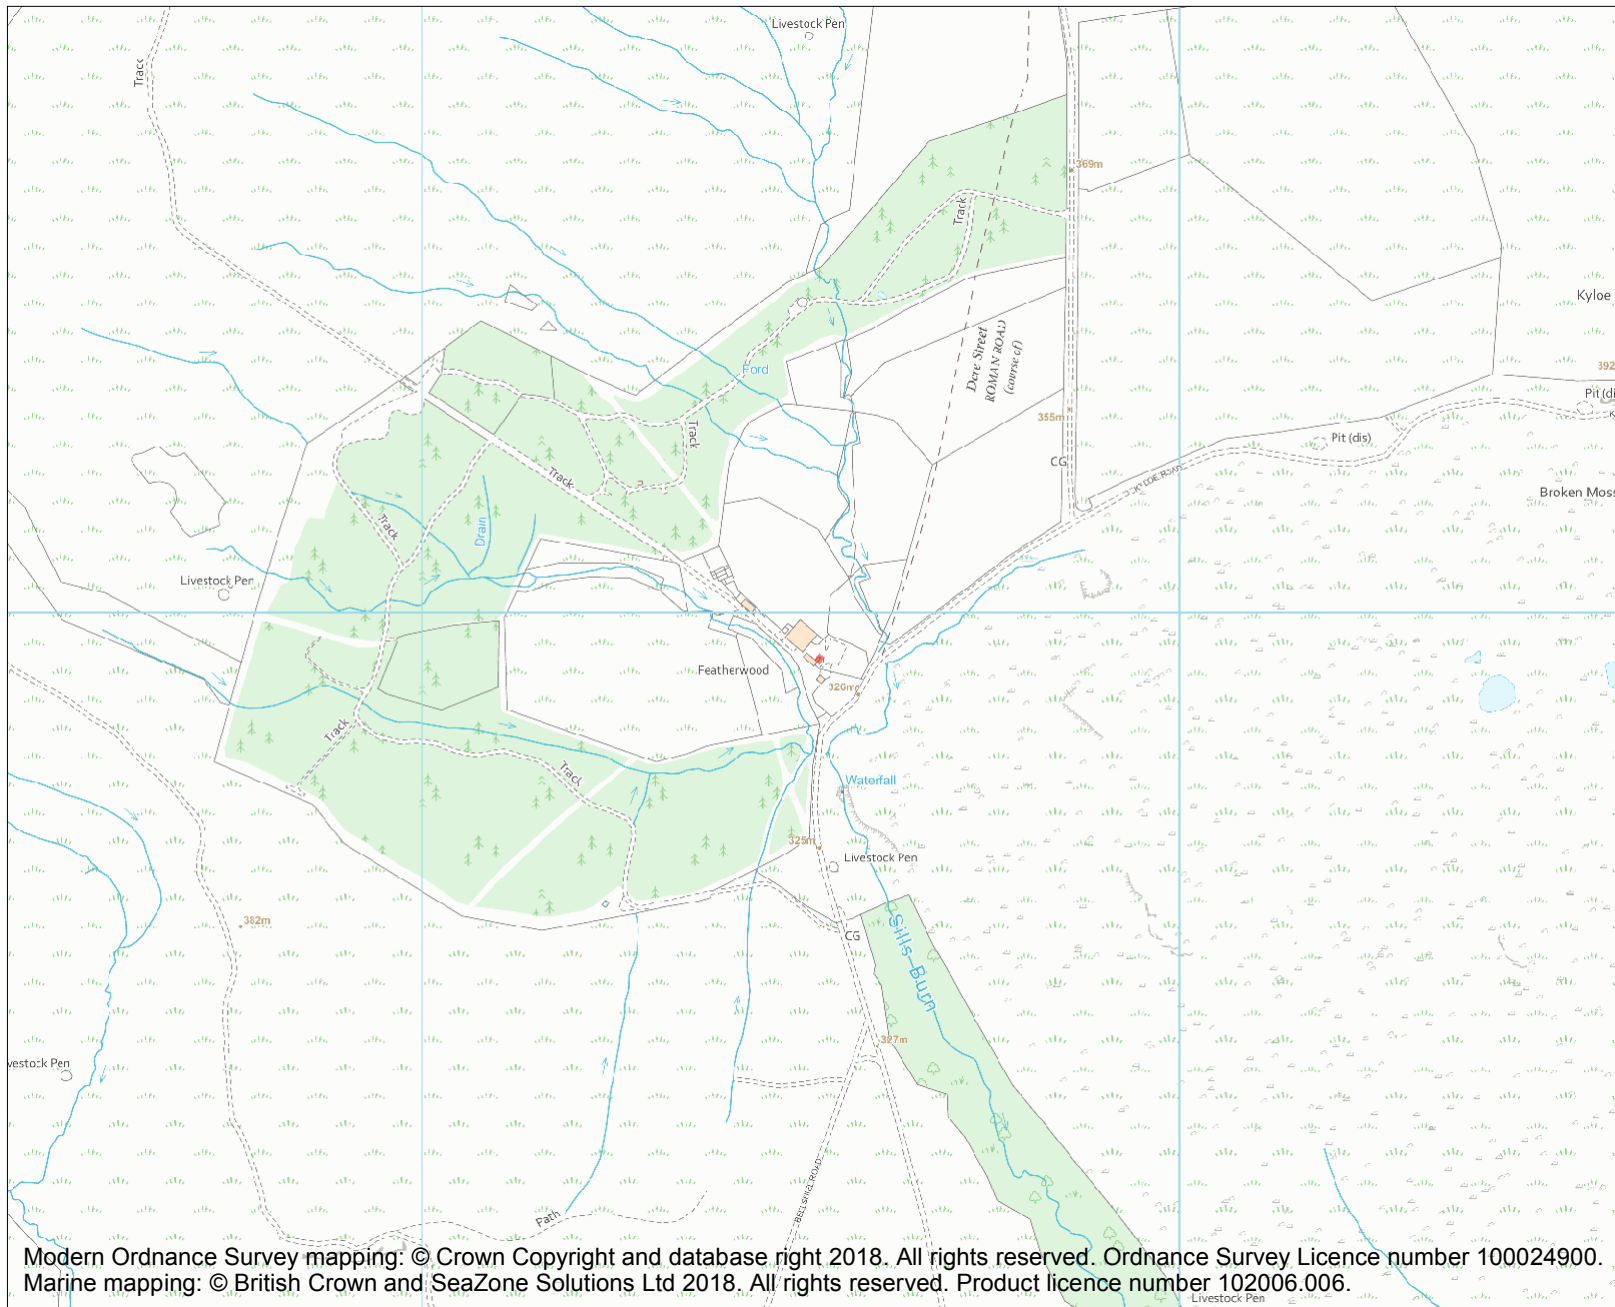 Livestock Pen
Track
369m
Track
Kyloe
Dere Street
ROMAN ROAD
(course of)
Ford
392
Pit (di
355m
Track
Pit (dis)
CG
Track
Broken Moss
Track
Drain
Livestock Pen
Featherwood
326m
Track
Track
Waterfall
325m
Livestock Pen
382m
CG
Sills Burn
327m
vestock Pen
Path
Modern Ordnance Survey mapping: © Crown Copyright and database right 2018. All rights reserved. Ordnance Survey Licence number 100024900.
Marine mapping: © British Crown and SeaZone Solutions Ltd 2018. All rights reserved. Product licence number 102006.006.
Livestock Pen